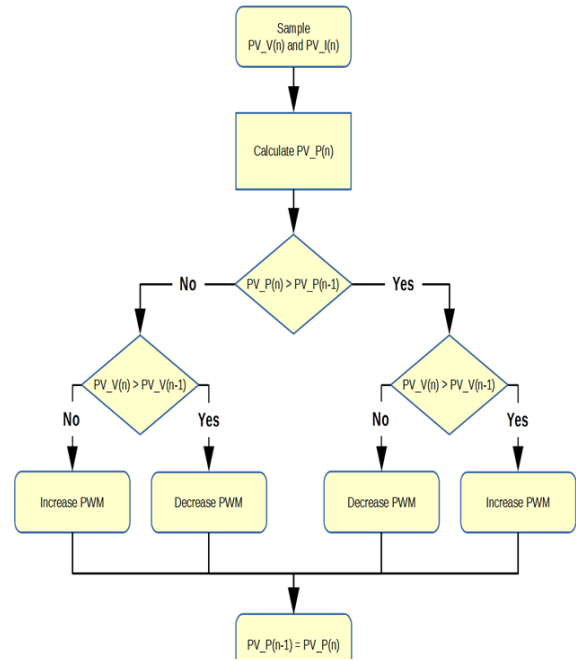 Sample
PV_V(n) and PV_I(n)
Calculate PV_P(n)
PV_P(n) > PV_P(n-1)
No
Yes
PV_V(n) > PV_V(n-1)
PV_V(n) > PV_V(n-1)
No
Yes
No
Yes
Increase PWM
Decrease PWM
Decrease PWM
Increase PWM
PV_P(n-1) = PV_P(n)